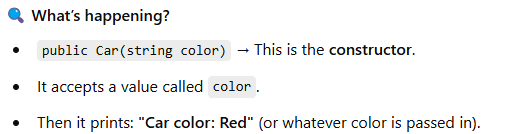 🔍 What's happening?
• public Car(string color) → This is the constructor.
• It accepts a value called color.
• Then it prints: "Car color: Red" (or whatever color is passed in).